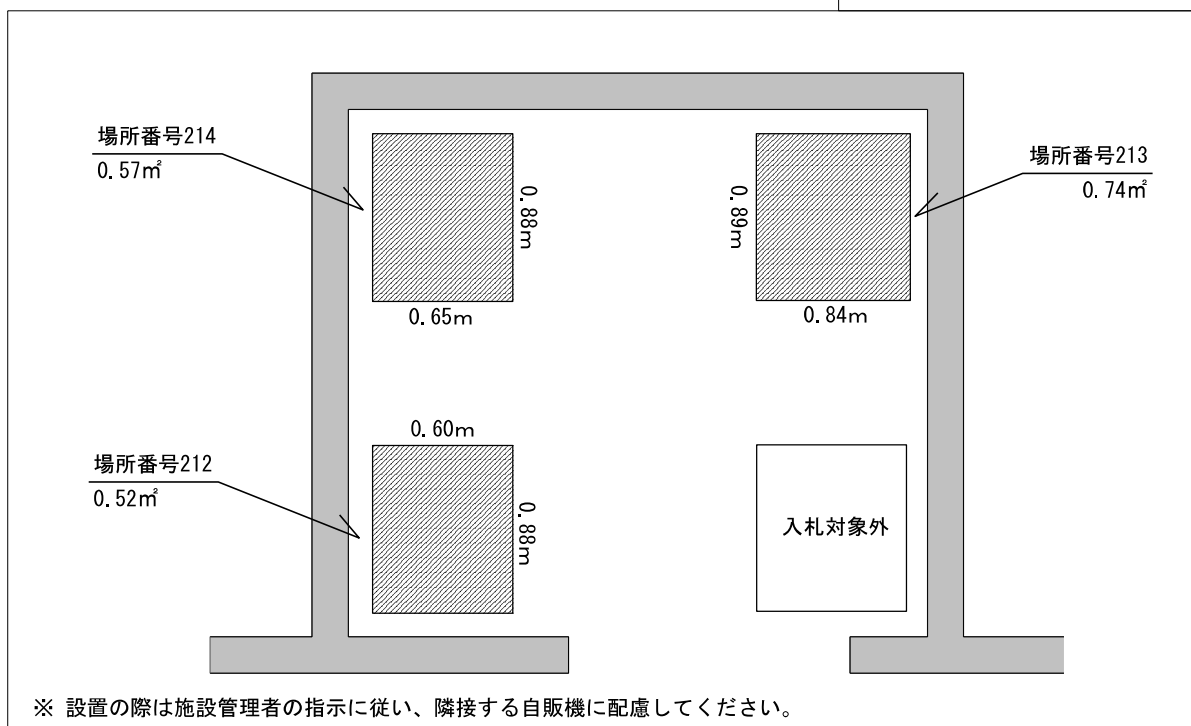 場所番号214
0.57㎡
0.88m
0.65m
場所番号213
0.74㎡
0.89m
0.84m
場所番号212
0.52㎡
0.60m
0.88m
入札対象外
※ 設置の際は施設管理者の指示に従い、隣接する自販機に配慮してください。